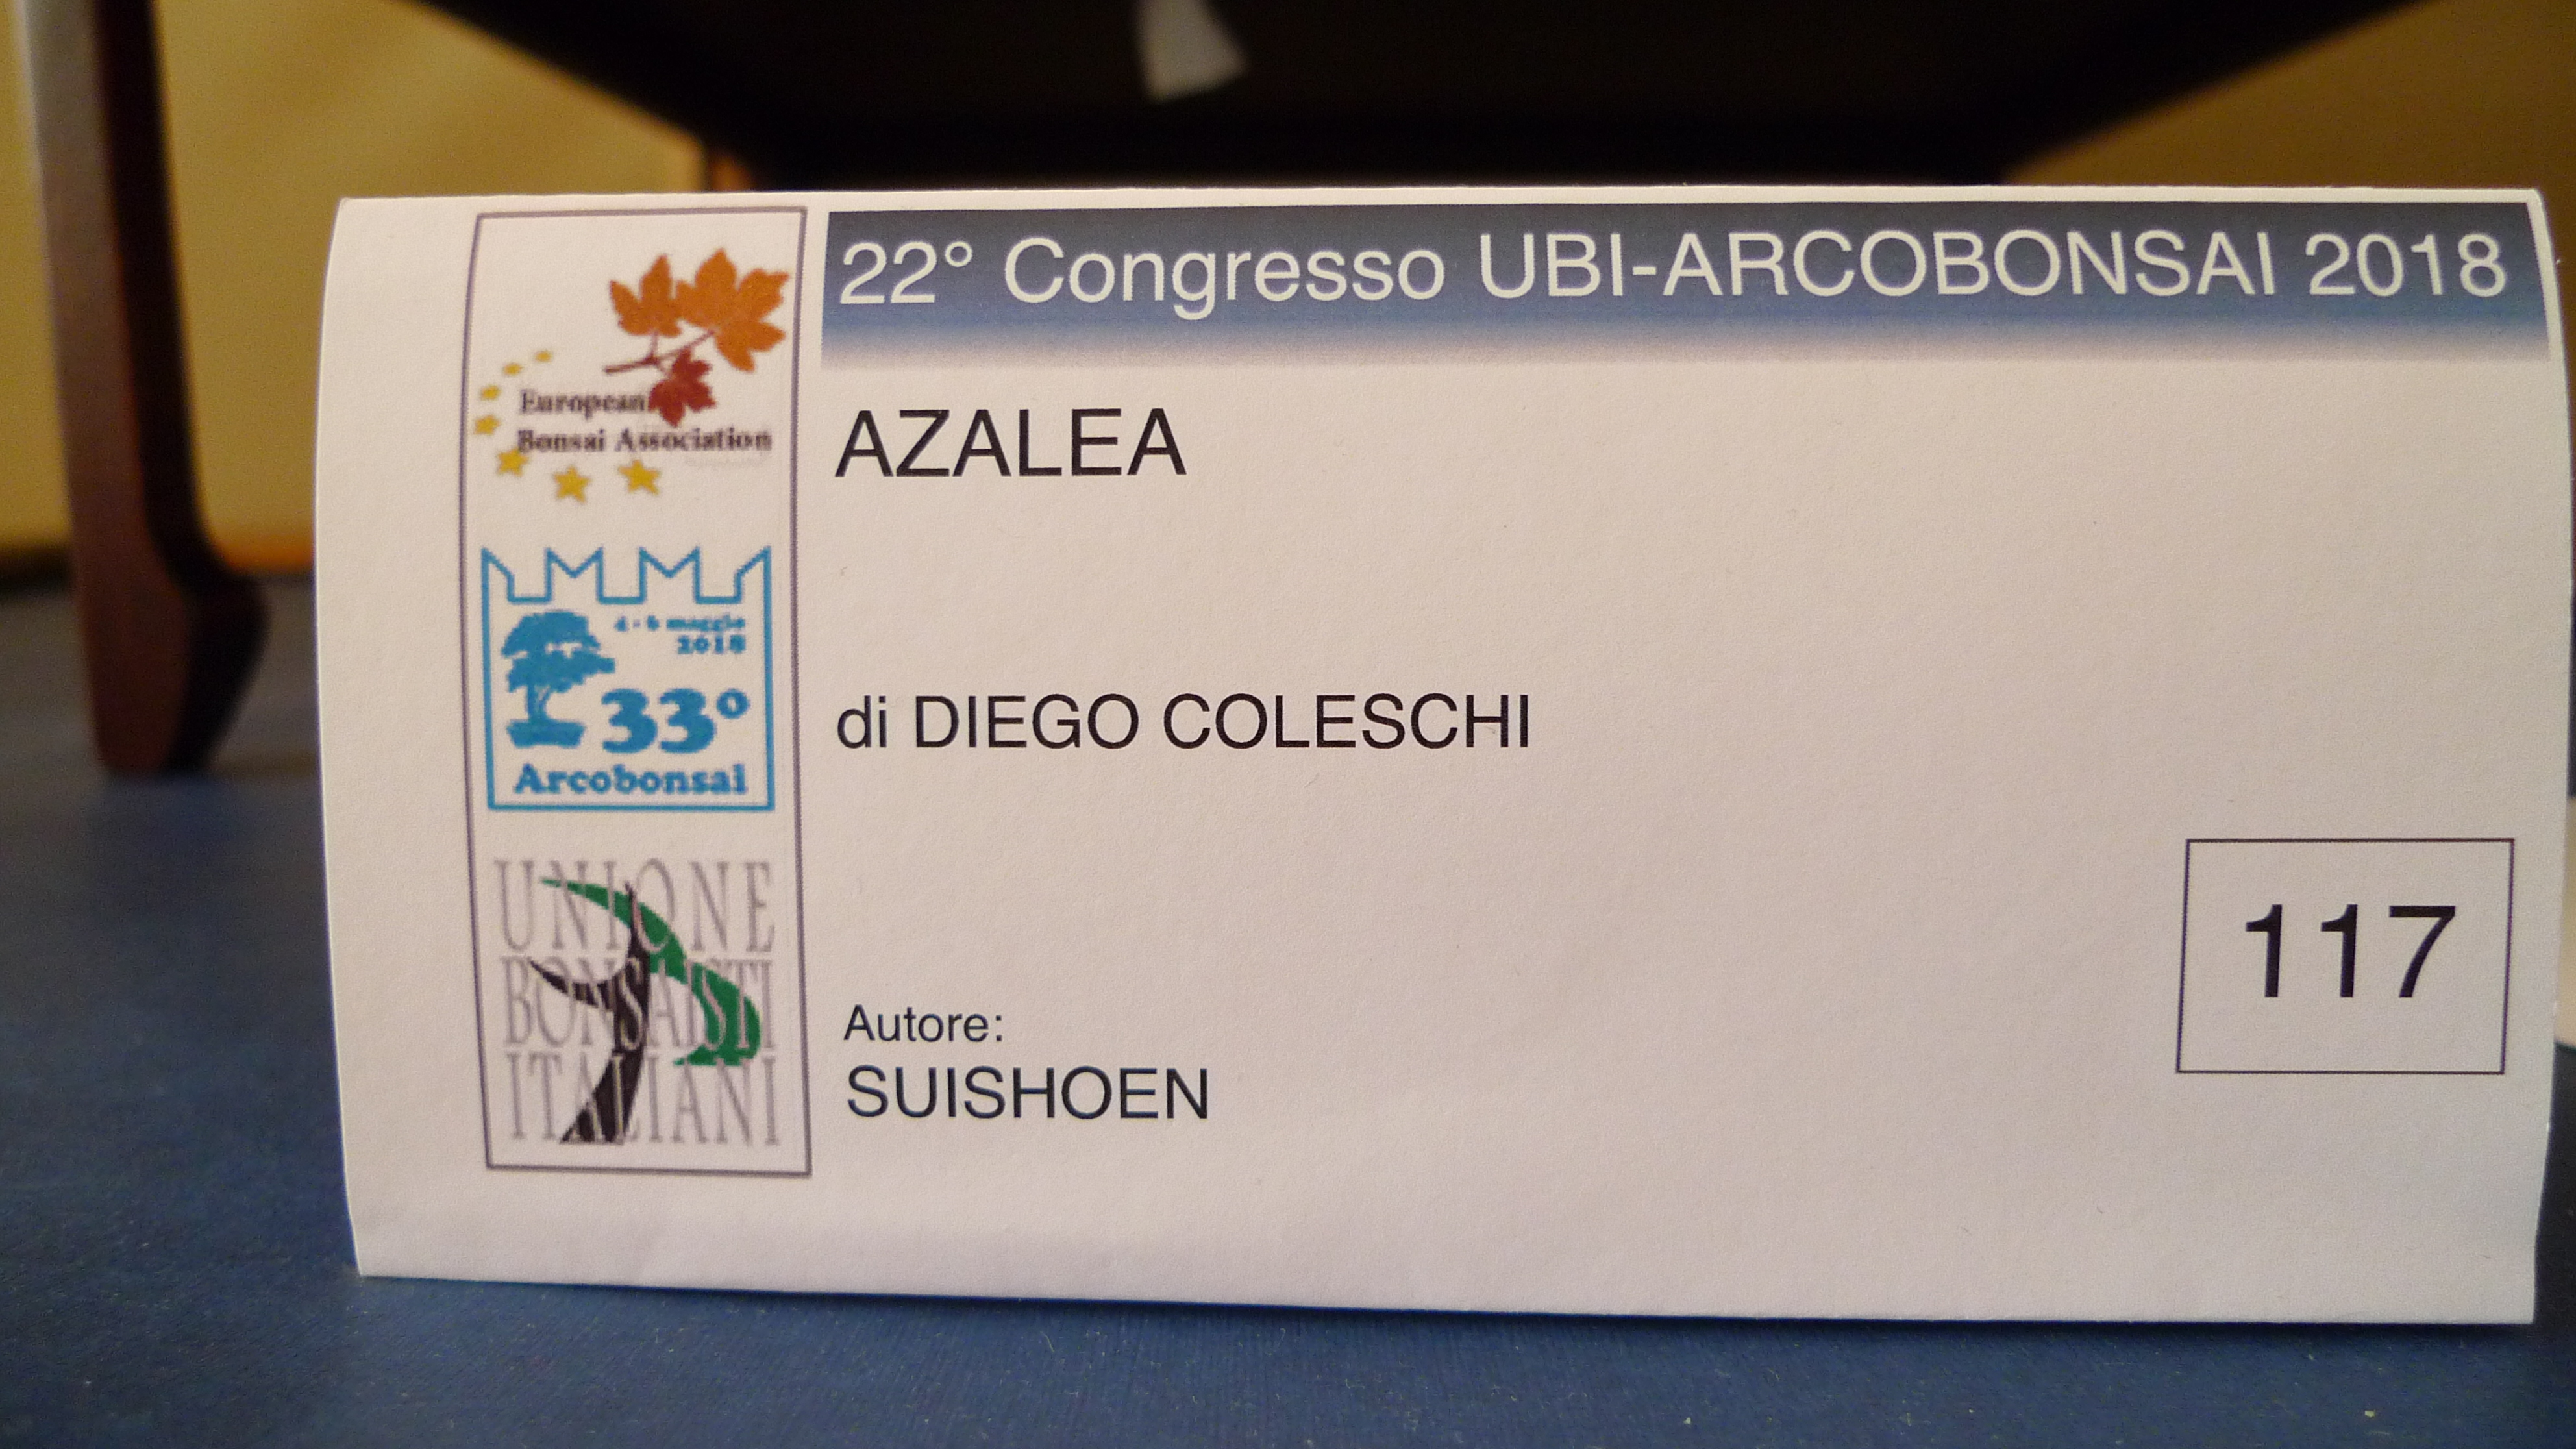 22° Congresso UBI-ARCOBONSAI 2018
European
Bonsai Association
4 - 6 maggio
2018
33°
Arcobonsai
UNIONE
BONSAISTI
ITALIANI
AZALEA
di DIEGO COLESCHI
Autore:
SUISHOEN
117